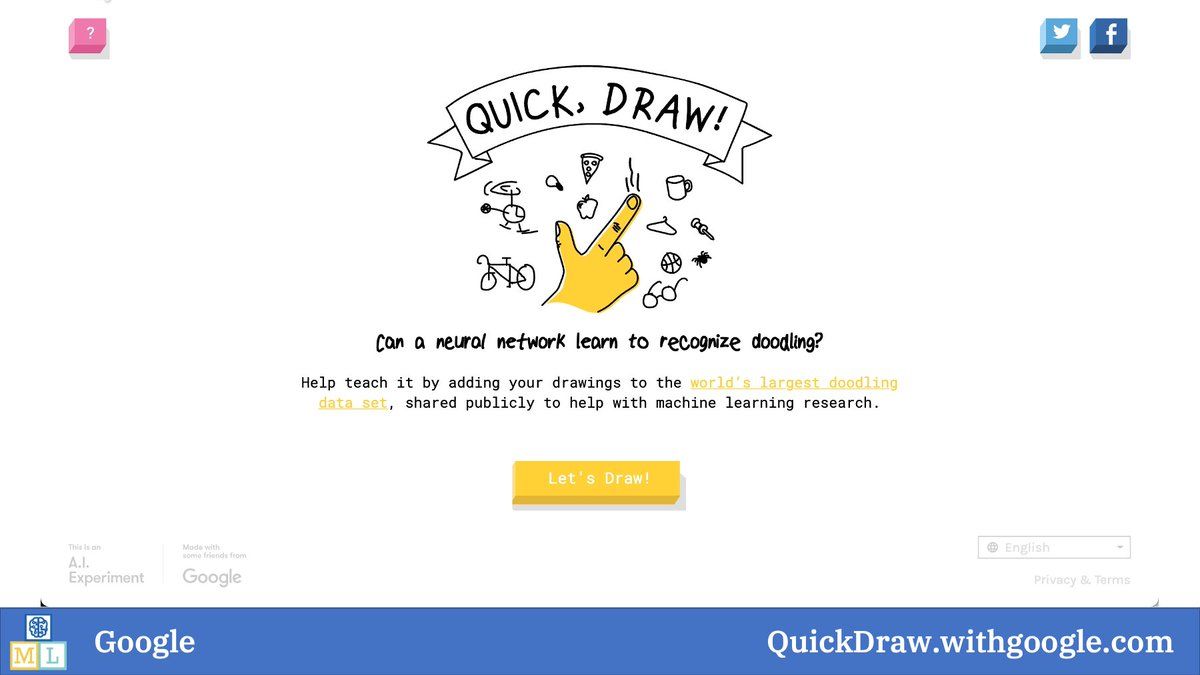 ?
QUICK, DRAW!
Can a neural network learn to recognize doodling?
Help teach it by adding your drawings to the world's largest doodling
data set, shared publicly to help with machine learning research.
Let's Draw!
This is an
A.I.
Experiment
Made with
some friends from
Google
English
Privacy & Terms
M L
Google
QuickDraw.withgoogle.com